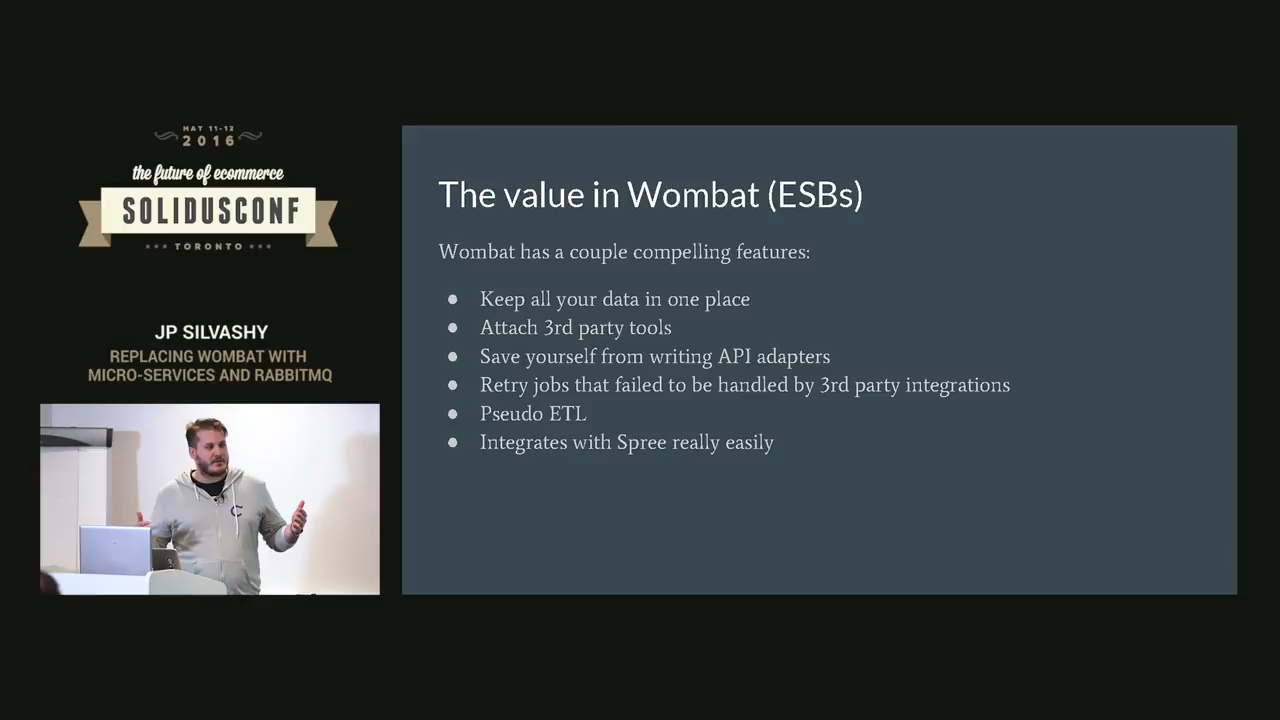 MAY 11-12
2016
the future of ecommerce
SOLIDUSCONF
TORONTO
JP SILVASHY
REPLACING WOMBAT WITH
MICRO-SERVICES AND RABBITMQ
The value in Wombat (ESBs)
Wombat has a couple compelling features:
● Keep all your data in one place
● Attach 3rd party tools
● Save yourself from writing API adapters
● Retry jobs that failed to be handled by 3rd party integrations
● Pseudo ETL
● Integrates with Spree really easily